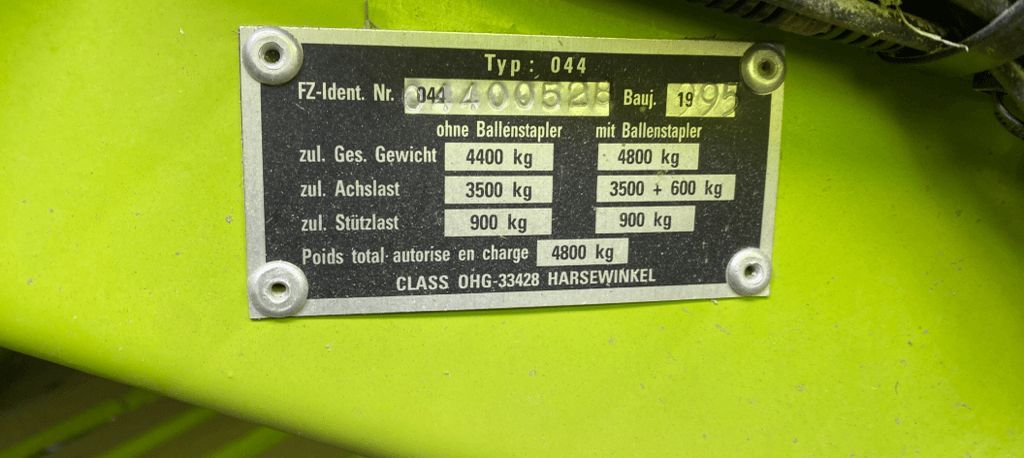 Typ: 044
FZ-Ident. Nr. 04400528 Bauj. 1995
ohne Ballenstapler mit Ballenstapler
zul. Ges. Gewicht 4400 kg 4800 kg
zul. Achslast 3500 kg 3500 + 600 kg
zul. Stützlast 900 kg 900 kg
Poids total autorise en charge 4800 kg
CLASS OHG-33428 HARSEWINKEL